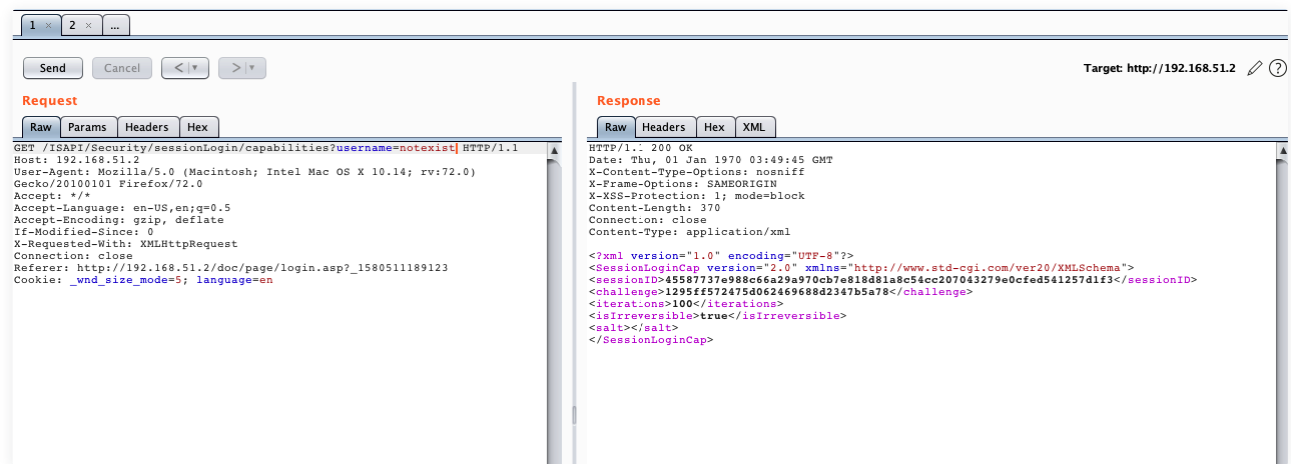 1 × 2 × ...
Send Cancel < ▼ > ▼ Target: http://192.168.51.2 ?
Request
Raw Params Headers Hex
GET /ISAPI/Security/sessionLogin/capabilities?username=notexist HTTP/1.1
Host: 192.168.51.2
User-Agent: Mozilla/5.0 (Macintosh; Intel Mac OS X 10.14; rv:72.0)
Gecko/20100101 Firefox/72.0
Accept: */*
Accept-Language: en-US,en;q=0.5
Accept-Encoding: gzip, deflate
If-Modified-Since: 0
X-Requested-With: XMLHttpRequest
Connection: close
Referer: http://192.168.51.2/doc/page/login.asp?_1580511189123
Cookie: _wnd_size_mode=5; language=en
Response
Raw Headers Hex XML
HTTP/1.1 200 OK
Date: Thu, 01 Jan 1970 03:49:45 GMT
X-Content-Type-Options: nosniff
X-Frame-Options: SAMEORIGIN
X-XSS-Protection: 1; mode=block
Content-Length: 370
Connection: close
Content-Type: application/xml
<?xml version="1.0" encoding="UTF-8"?>
<SessionLoginCap version="2.0" xmlns="http://www.std-cgi.com/ver20/XMLSchema">
<sessionID>45587737e988c66a29a970cb7e818d81a8c54cc207043279e0cfed541257d1f3</sessionID>
<challenge>1295ff572475d062469688d2347b5a78</challenge>
<iterations>100</iterations>
<isIrreversible>true</isIrreversible>
<salt></salt>
</SessionLoginCap>